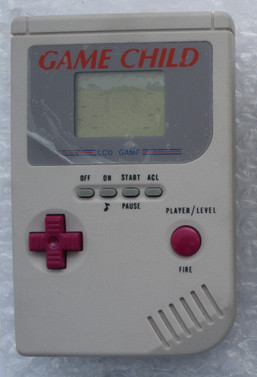 GAME CHILD
LCD GAME
OFF ON START ACL
PAUSE
PLAYER/LEVEL
FIRE